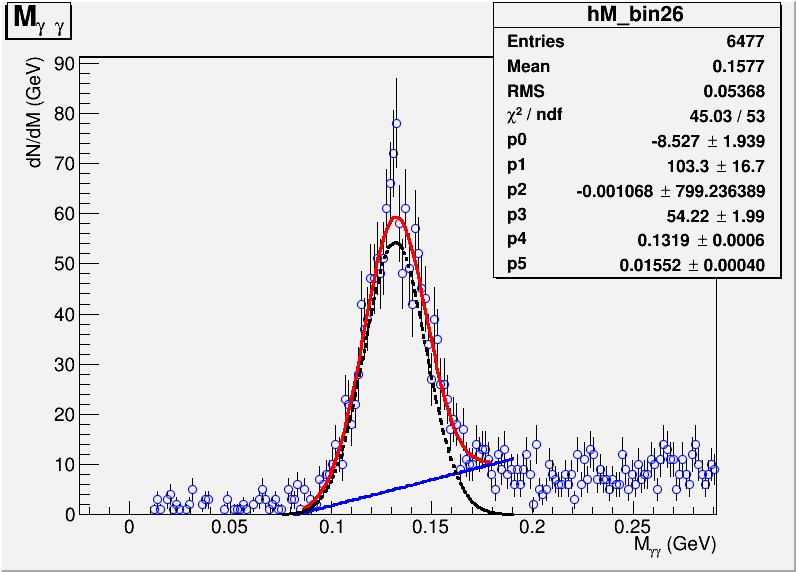 M γ γ
hM_bin26
Entries 6477
Mean 0.1577
RMS 0.05368
χ² / ndf 45.03 / 53
p0 -8.527 ± 1.939
p1 103.3 ± 16.7
p2 -0.001068 ± 799.236389
p3 54.22 ± 1.99
p4 0.1319 ± 0.0006
p5 0.01552 ± 0.00040
dN/dM (GeV)
90
80
70
60
50
40
30
20
10
0
0 0.05 0.1 0.15 0.2 0.25
Mγγ (GeV)